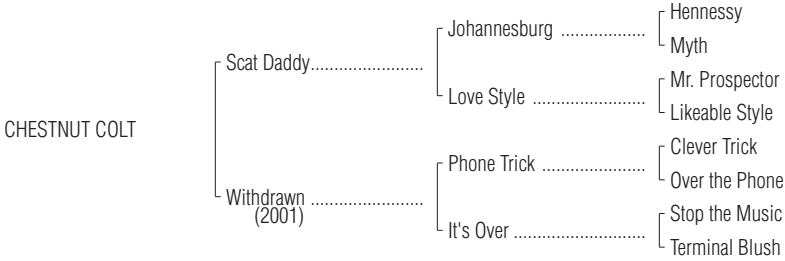 Hennessy
Johannesburg ...................
Myth
Scat Daddy.......................
Mr. Prospector
Love Style .........................
Likeable Style
CHESTNUT COLT
Clever Trick
Phone Trick .........................
Over the Phone
Withdrawn .......................
(2001)
Stop the Music
It's Over .............................
Terminal Blush